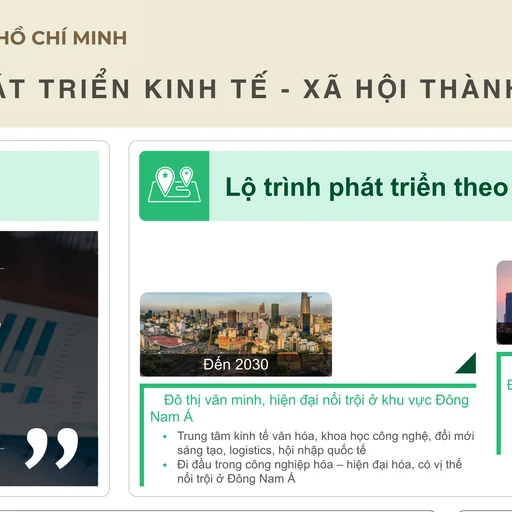 HỒ CHÍ MINH
ÁT TRIỂN KINH TẾ - XÃ HỘI THÀNH
Lộ trình phát triển theo
Đến 2030
Đô thị văn minh, hiện đại nổi trội ở khu vực Đông
Nam Á
• Trung tâm kinh tế văn hóa, khoa học công nghệ, đổi mới
sáng tạo, logistics, hội nhập quốc tế
• Đi đầu trong công nghiệp hóa – hiện đại hóa, có vị thế
nổi trội ở Đông Nam Á